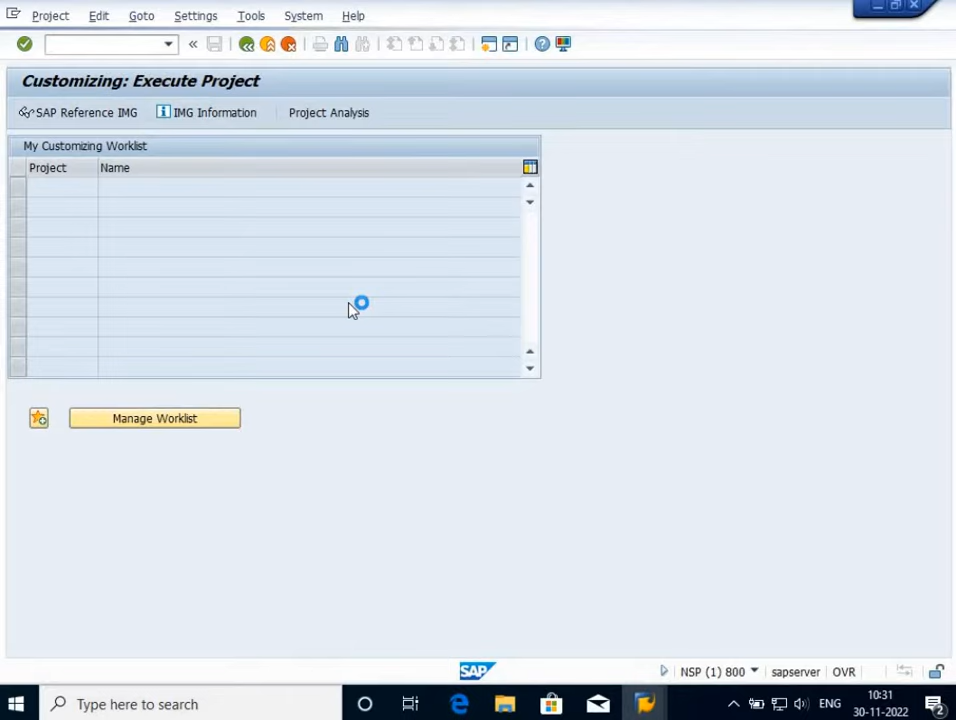 Project Edit Goto Settings Tools System Help
«
Customizing: Execute Project
SAP Reference IMG i IMG Information Project Analysis
My Customizing Worklist
Project Name
Manage Worklist
SAP
NSP (1) 800 sapserver OVR
Type here to search
ENG
10:31
30-11-2022
2